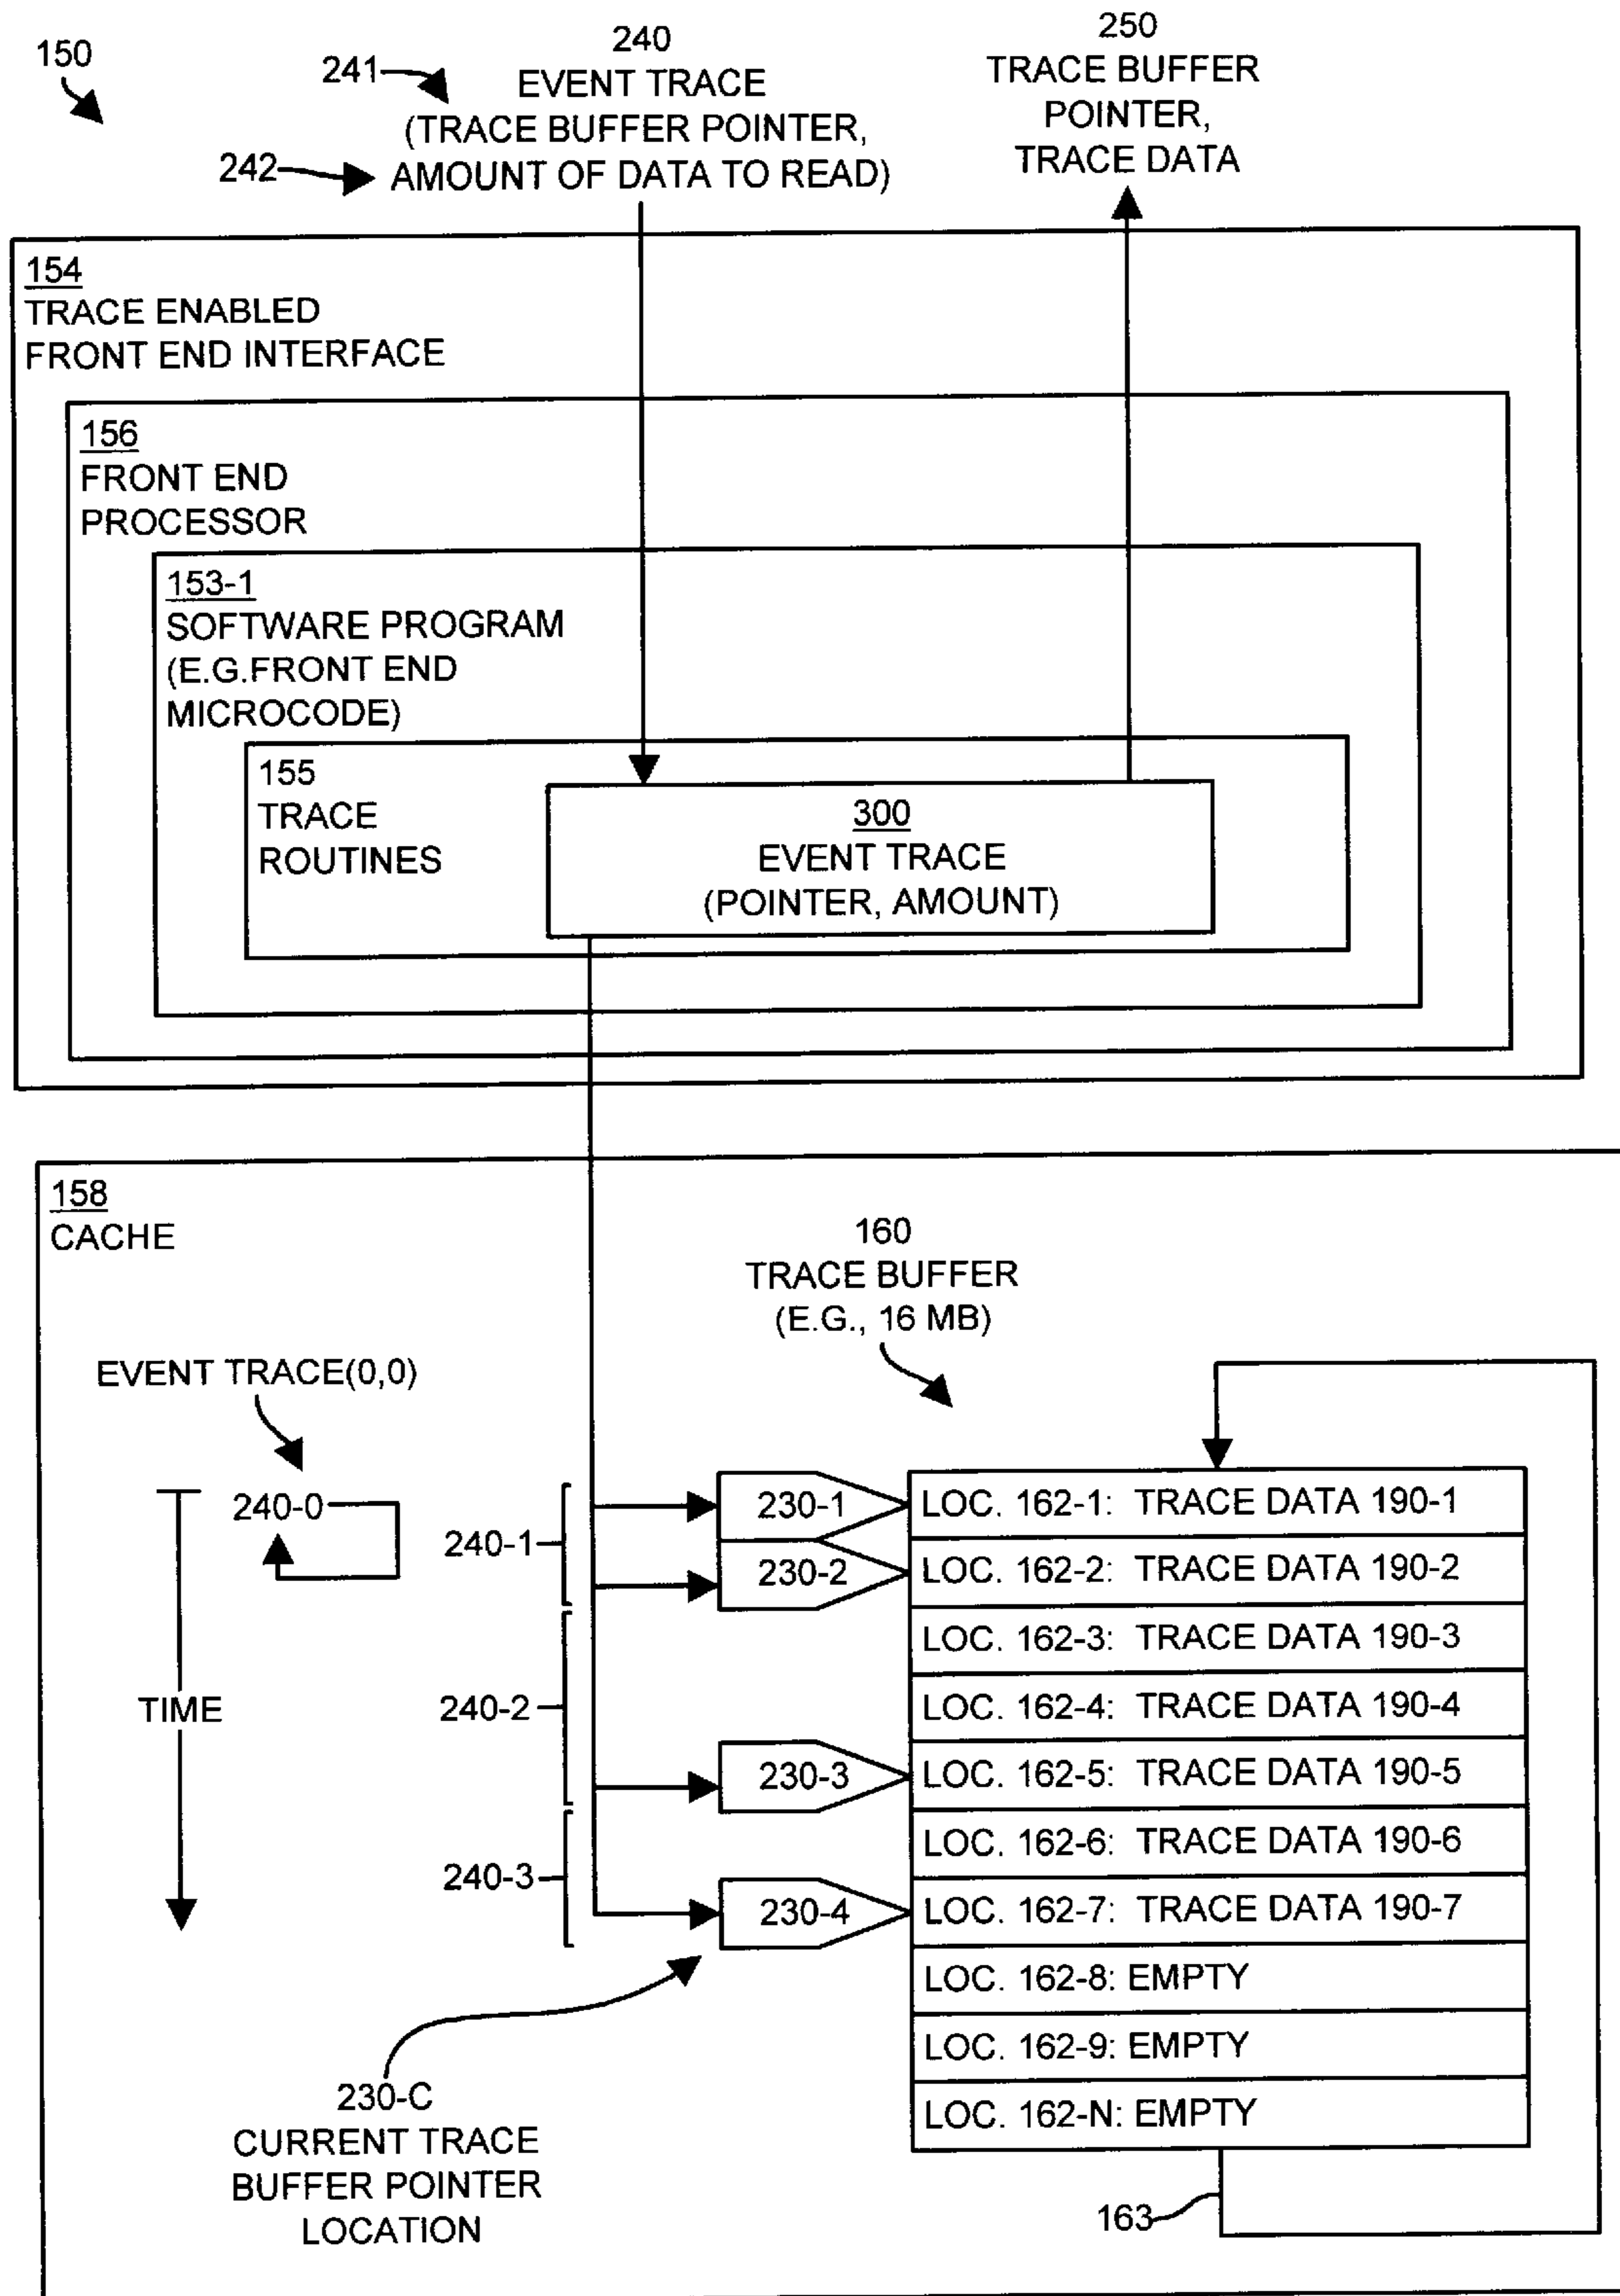 150
241
240
EVENT TRACE
(TRACE BUFFER POINTER,
242
AMOUNT OF DATA TO READ)
250
TRACE BUFFER
POINTER,
TRACE DATA
154
TRACE ENABLED
FRONT END INTERFACE
156
FRONT END
PROCESSOR
153-1
SOFTWARE PROGRAM
(E.G.FRONT END
MICROCODE)
155
TRACE
ROUTINES
300
EVENT TRACE
(POINTER, AMOUNT)
158
CACHE
160
TRACE BUFFER
(E.G., 16 MB)
EVENT TRACE(0,0)
240-0
TIME
240-1
240-2
240-3
230-1
230-2
230-3
230-4
LOC. 162-1: TRACE DATA 190-1
LOC. 162-2: TRACE DATA 190-2
LOC. 162-3: TRACE DATA 190-3
LOC. 162-4: TRACE DATA 190-4
LOC. 162-5: TRACE DATA 190-5
LOC. 162-6: TRACE DATA 190-6
LOC. 162-7: TRACE DATA 190-7
LOC. 162-8: EMPTY
LOC. 162-9: EMPTY
LOC. 162-N: EMPTY
230-C
CURRENT TRACE
BUFFER POINTER
LOCATION
163